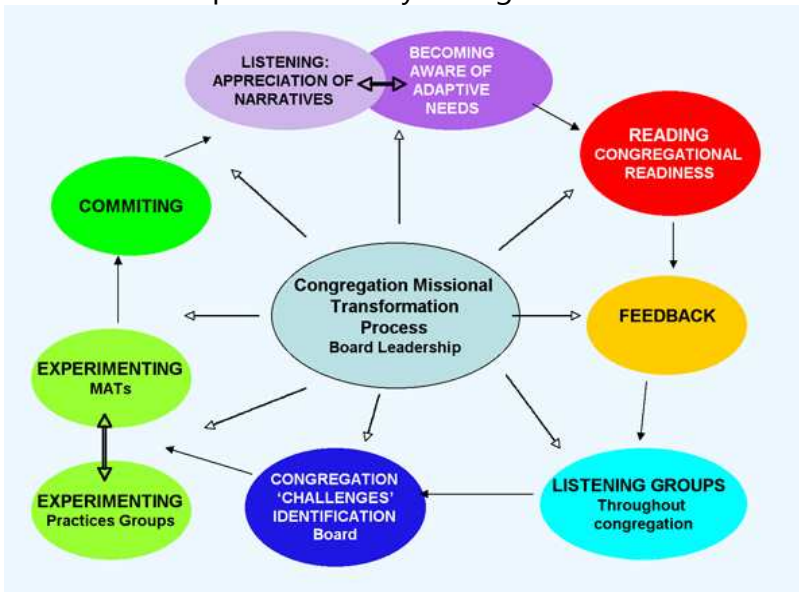 LISTENING:
APPRECIATION OF
NARRATIVES
BECOMING
AWARE OF
ADAPTIVE
NEEDS
READING
CONGREGATIONAL
READINESS
COMMITING
Congregation Missional
Transformation
Process
Board Leadership
FEEDBACK
EXPERIMENTING
MATs
EXPERIMENTING
Practices Groups
CONGREGATION
‘CHALLENGES’
IDENTIFICATION
Board
LISTENING GROUPS
Throughout
congregation